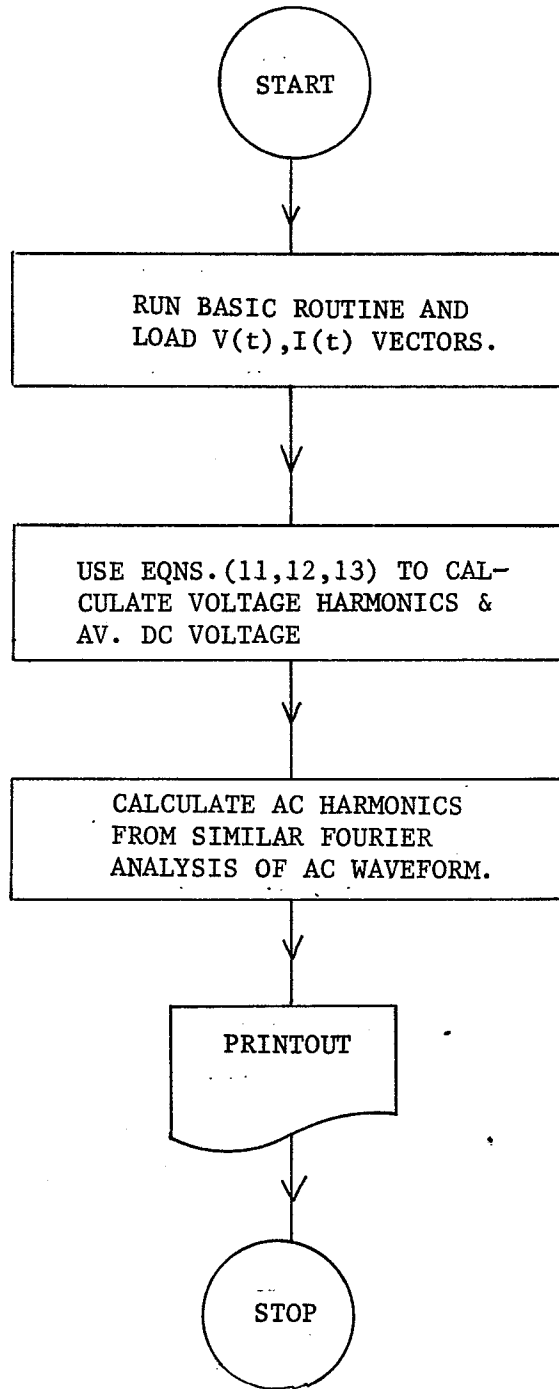 START
RUN BASIC ROUTINE AND
LOAD V(t),I(t) VECTORS.
USE EQNS.(11,12,13) TO CAL-
CULATE VOLTAGE HARMONICS &
AV. DC VOLTAGE
CALCULATE AC HARMONICS
FROM SIMILAR FOURIER
ANALYSIS OF AC WAVEFORM.
PRINTOUT
STOP